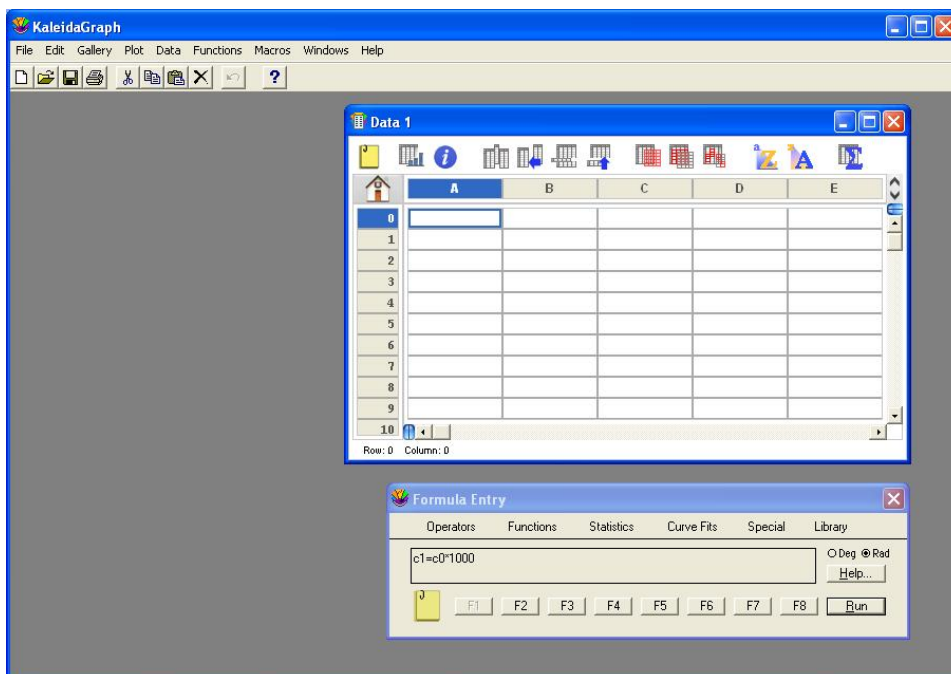 KaleidaGraph
File Edit Gallery Plot Data Functions Macros Windows Help
?
Data 1
A B C D E
0
1
2
3
4
5
6
7
8
9
10
Row: 0 Column: 0
Formula Entry
Operators Functions Statistics Curve Fits Special Library
c1=c0*1000
Deg Rad
Help...
F1 F2 F3 F4 F5 F6 F7 F8 Run